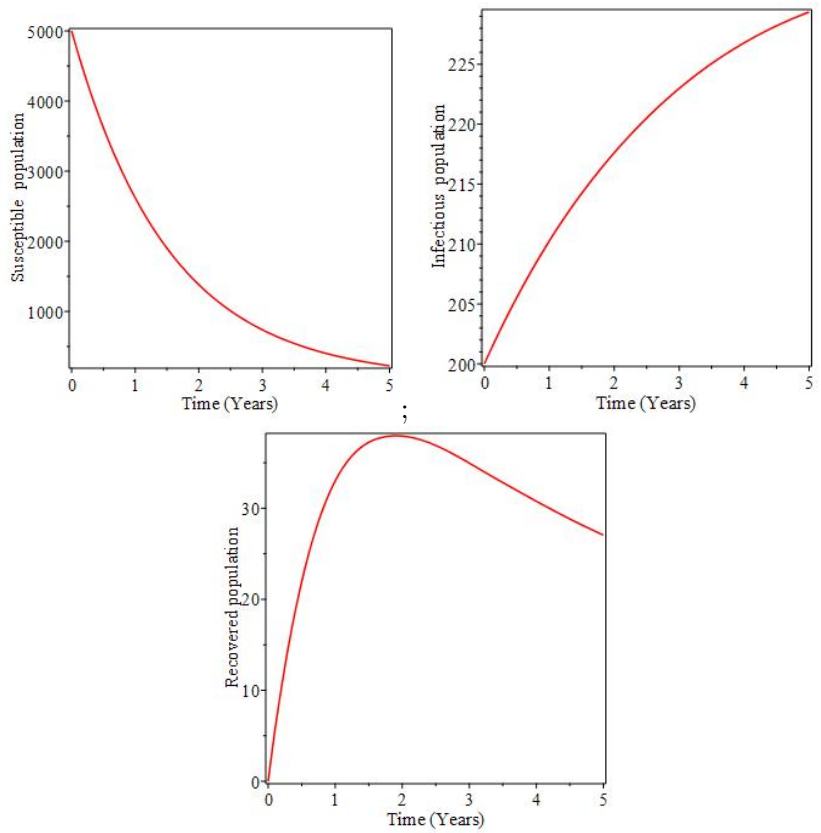 5000
4000
3000
2000
1000
Susceptible population
0 1 2 3 4 5
Time (Years)
;
225
220
215
210
205
200
Infectious population
0 1 2 3 4 5
Time (Years)
30
20
10
0
Recovered population
0 1 2 3 4 5
Time (Years)